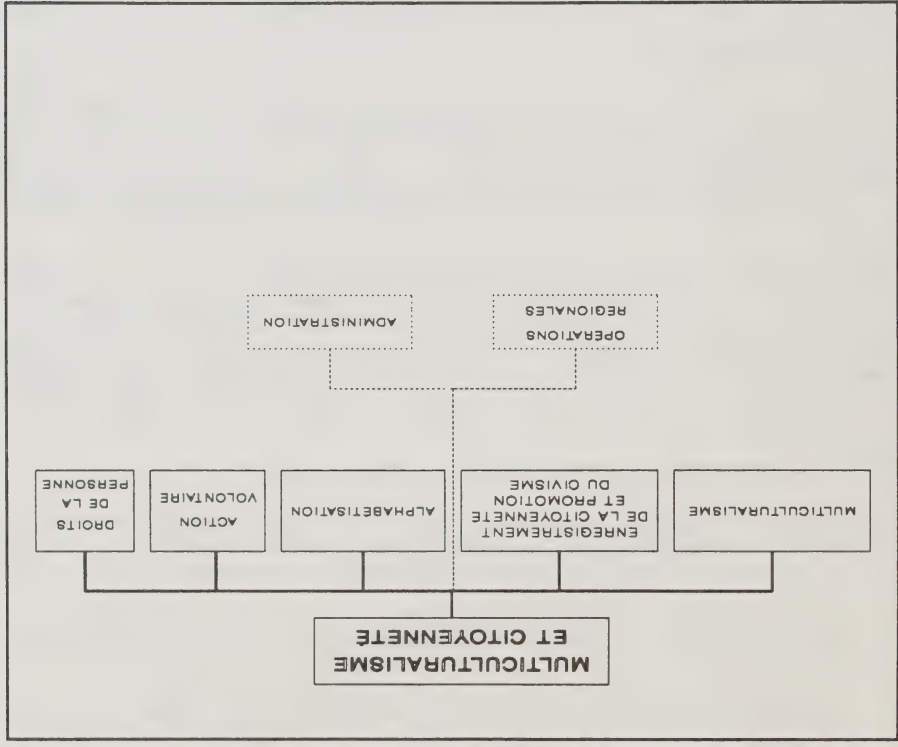 MULTICULTURALISME
ET CITOYENNETÉ
MULTICULTURALISME
ENREGISTREMENT
DE LA CITOYENNETE
ET PROMOTION
DU CIVISME
ALPHABETISATION
ACTION
VOLONTAIRE
DROITS
DE LA
PERSONNE
OPERATIONS
REGIONALES
ADMINISTRATION